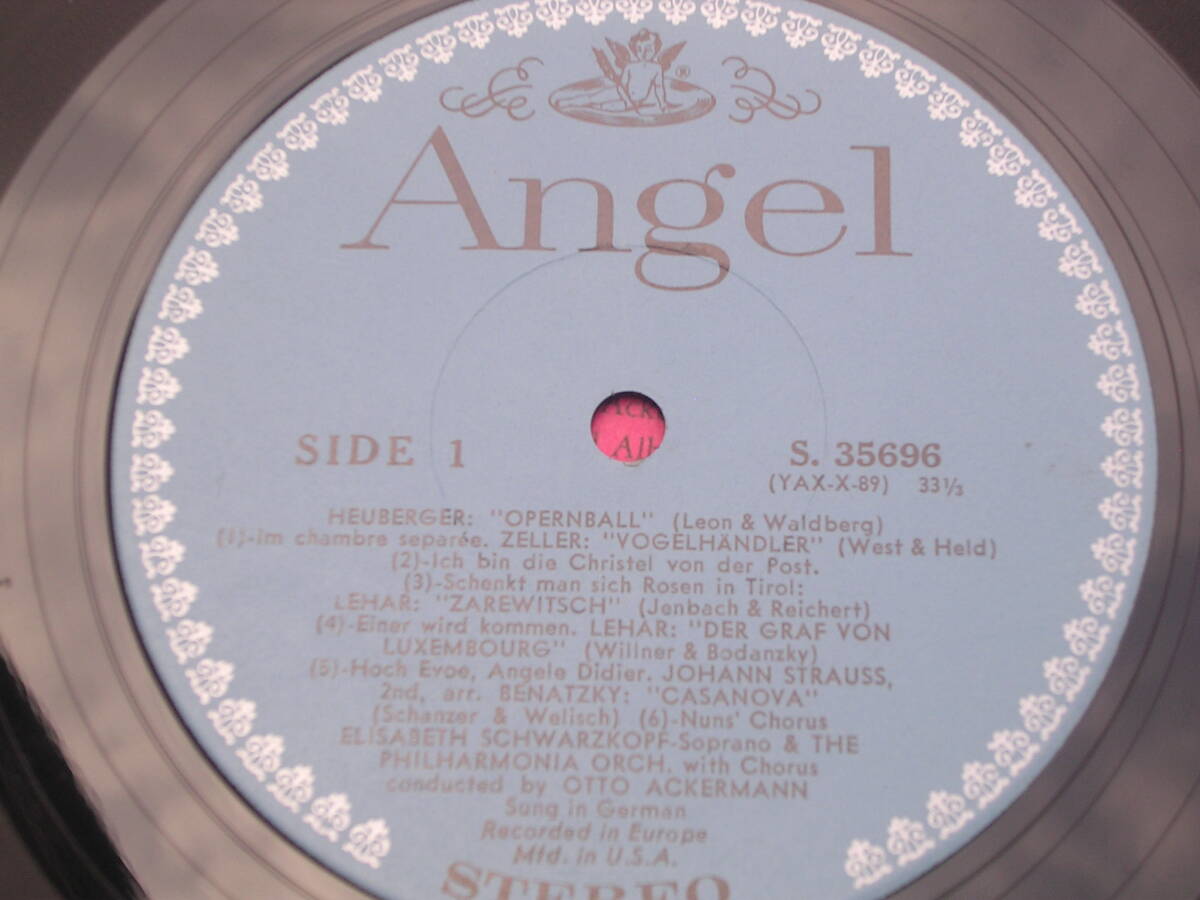 Angel
®
SIDE 1
S. 35696
(YAX-X-89) 33⅓
HEUBERGER: "OPERNBALL" (Leon & Waldberg)
(1)-Im chambre separée. ZELLER: "VOGELHÄNDLER" (West & Held)
(2)-Ich bin die Christel von der Post.
(3)-Schenkt man sich Rosen in Tirol:
LEHAR: "ZAREWITSCH" (Jenbach & Reichert)
(4)-Einer wird kommen. LEHAR: "DER GRAF VON
LUXEMBOURG" (Willner & Bodanzky)
(5)-Hoch Evoe, Angele Didier. JOHANN STRAUSS,
2nd, arr. BENATZKY: "CASANOVA"
(Schanzer & Welisch) (6)-Nuns' Chorus
ELISABETH SCHWARZKOPF-Soprano & THE
PHILHARMONIA ORCH. with Chorus
conducted by OTTO ACKERMANN
Sung in German
Recorded in Europe
Mfd. in U.S.A.
STEREO